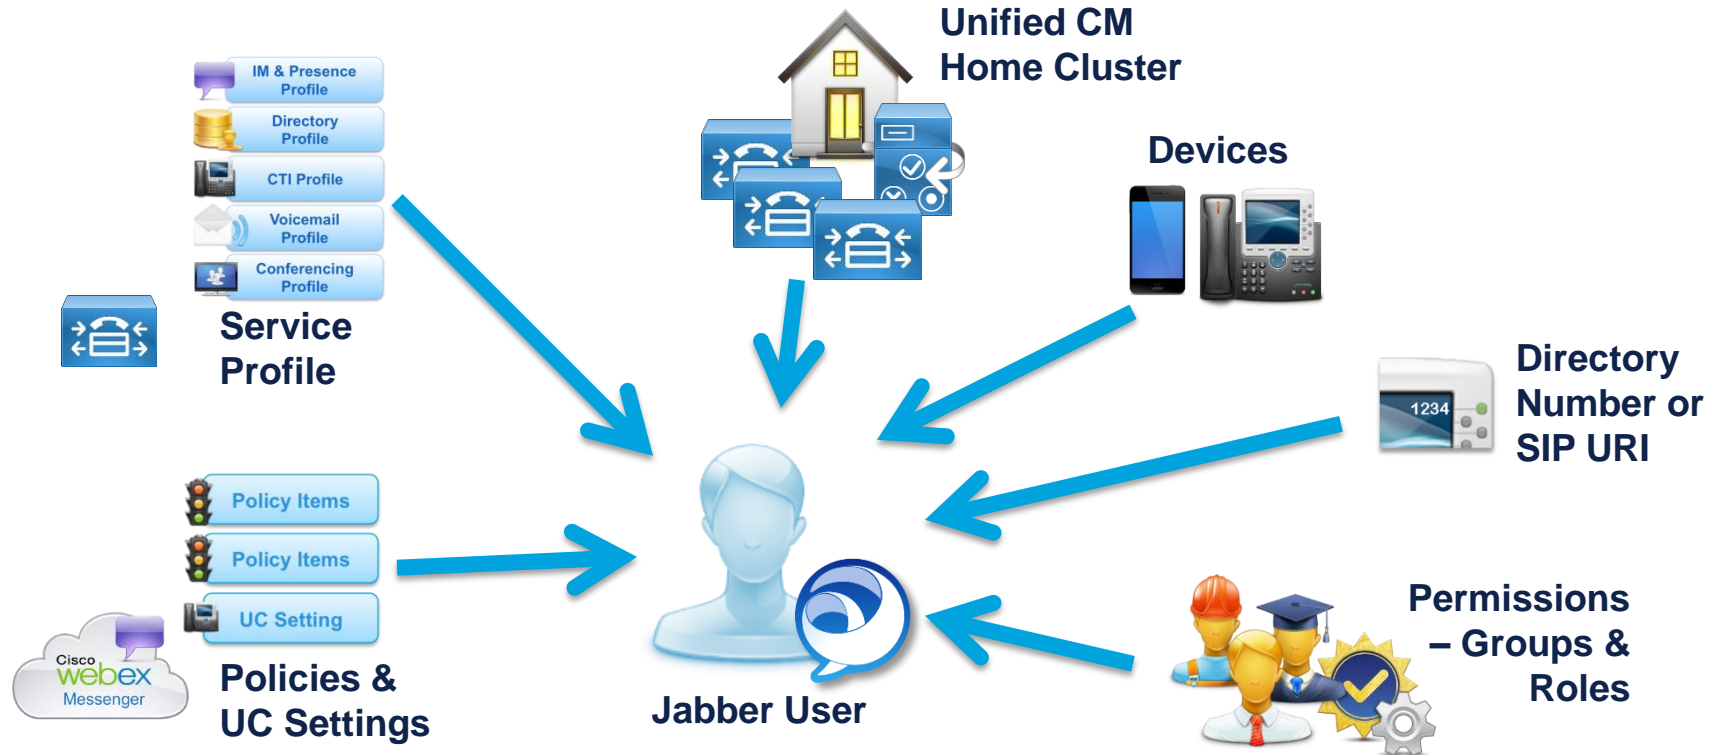 Unified CM
Home Cluster
IM & Presence
Profile
Directory
Profile
CTI Profile
Voicemail
Profile
Conferencing
Profile
Service
Profile
Devices
1234
Directory
Number or
SIP URI
Policy Items
Policy Items
UC Setting
Cisco
webex
Messenger
Policies &
UC Settings
Jabber User
Permissions
– Groups &
Roles